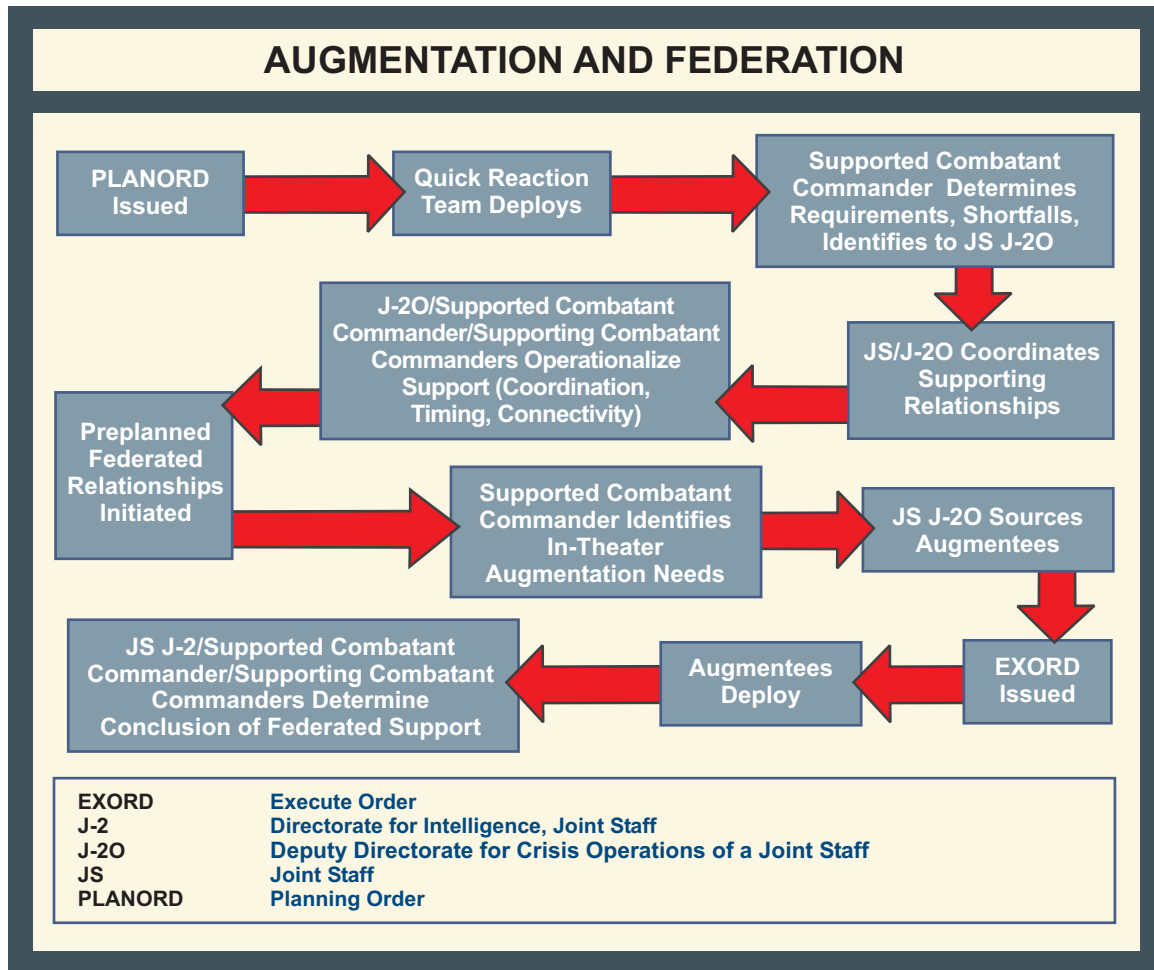 AUGMENTATION AND FEDERATION
PLANORD
Issued
Quick Reaction
Team Deploys
Supported Combatant
Commander Determines
Requirements, Shortfalls,
Identifies to JS J-2O
JS/J-2O Coordinates
Supporting
Relationships
J-2O/Supported Combatant
Commander/Supporting Combatant
Commanders Operationalize
Support (Coordination,
Timing, Connectivity)
Preplanned
Federated
Relationships
Initiated
Supported Combatant
Commander Identifies
In-Theater
Augmentation Needs
JS J-2O Sources
Augmentees
EXORD
Issued
Augmentees
Deploy
JS J-2/Supported Combatant
Commander/Supporting Combatant
Commanders Determine
Conclusion of Federated Support
EXORD Execute Order
J-2 Directorate for Intelligence, Joint Staff
J-2O Deputy Directorate for Crisis Operations of a Joint Staff
JS Joint Staff
PLANORD Planning Order